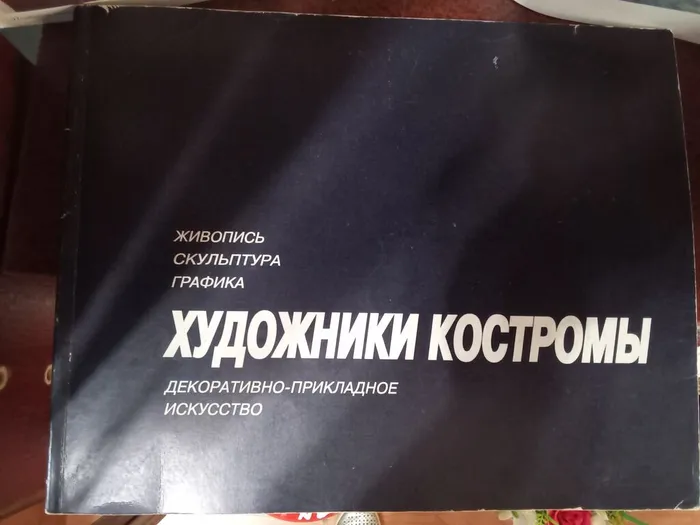 ЖИВОПИСЬ
СКУЛЬПТУРА
ГРАФИКА
ХУДОЖНИКИ КОСТРОМЫ
ДЕКОРАТИВНО-ПРИКЛАДНОЕ
ИСКУССТВО